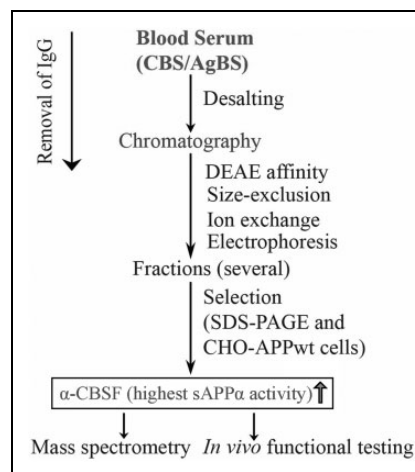 Blood Serum
(CBS/AgBS)
Removal of IgG
Desalting
Chromatography
DEAE affinity
Size-exclusion
Ion exchange
Electrophoresis
Fractions (several)
Selection
(SDS-PAGE and
CHO-APPwt cells)
α-CBSF (highest sAPPα activity)⇑
Mass spectrometry In vivo functional testing